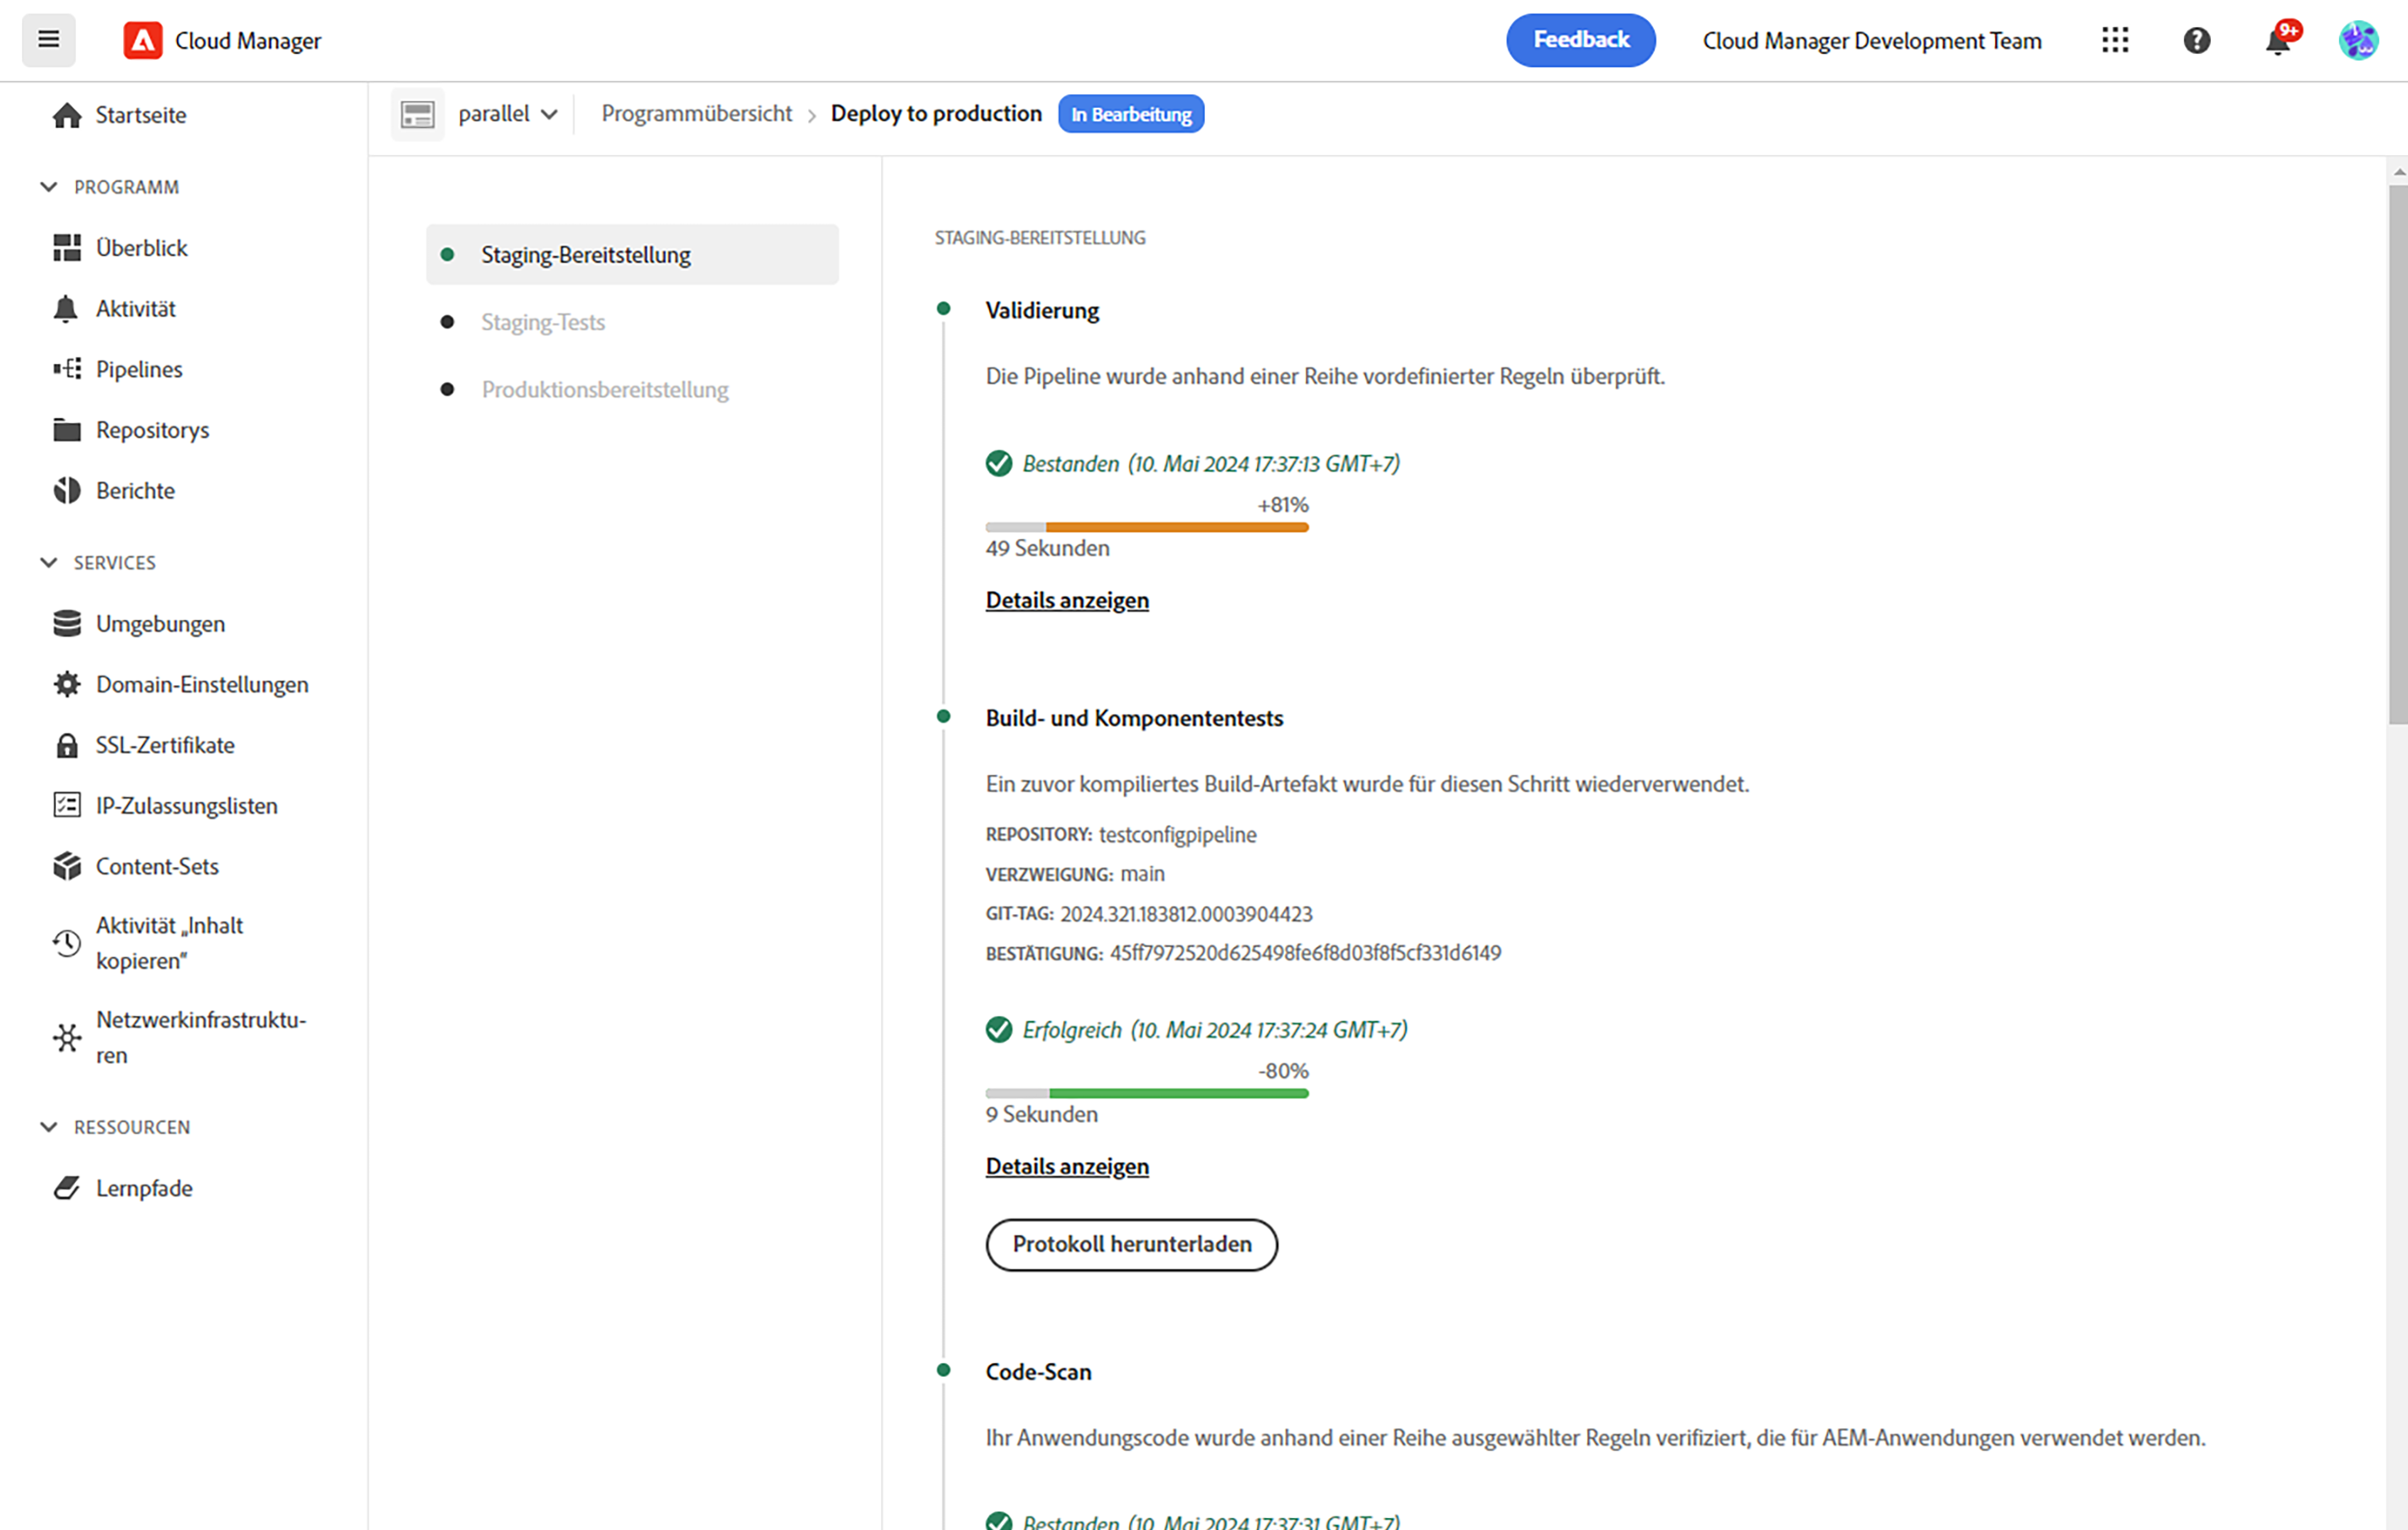 Cloud Manager
Feedback
Cloud Manager Development Team
9+
Startseite
PROGRAMM
Überblick
Aktivität
Pipelines
Repositorys
Berichte
SERVICES
Umgebungen
Domain-Einstellungen
SSL-Zertifikate
IP-Zulassungslisten
Content-Sets
Aktivität „Inhalt
kopieren“
Netzwerkinfrastruktu-
ren
RESSOURCEN
Lernpfade
parallel
Programmübersicht > Deploy to production In Bearbeitung
Staging-Bereitstellung
Staging-Tests
Produktionsbereitstellung
STAGING-BEREITSTELLUNG
Validierung
Die Pipeline wurde anhand einer Reihe vordefinierter Regeln überprüft.
Bestanden (10. Mai 2024 17:37:13 GMT+7)
+81%
49 Sekunden
Details anzeigen
Build- und Komponententests
Ein zuvor kompiliertes Build-Artefakt wurde für diesen Schritt wiederverwendet.
REPOSITORY: testconfigpipeline
VERZWEIGUNG: main
GIT-TAG: 2024.321.183812.0003904423
BESTÄTIGUNG: 45ff7972520d625498fe6f8d03f8f5cf331d6149
Erfolgreich (10. Mai 2024 17:37:24 GMT+7)
-80%
9 Sekunden
Details anzeigen
Protokoll herunterladen
Code-Scan
Ihr Anwendungscode wurde anhand einer Reihe ausgewählter Regeln verifiziert, die für AEM-Anwendungen verwendet werden.
Bestanden (10. Mai 2024 17:37:31 GMT+7)